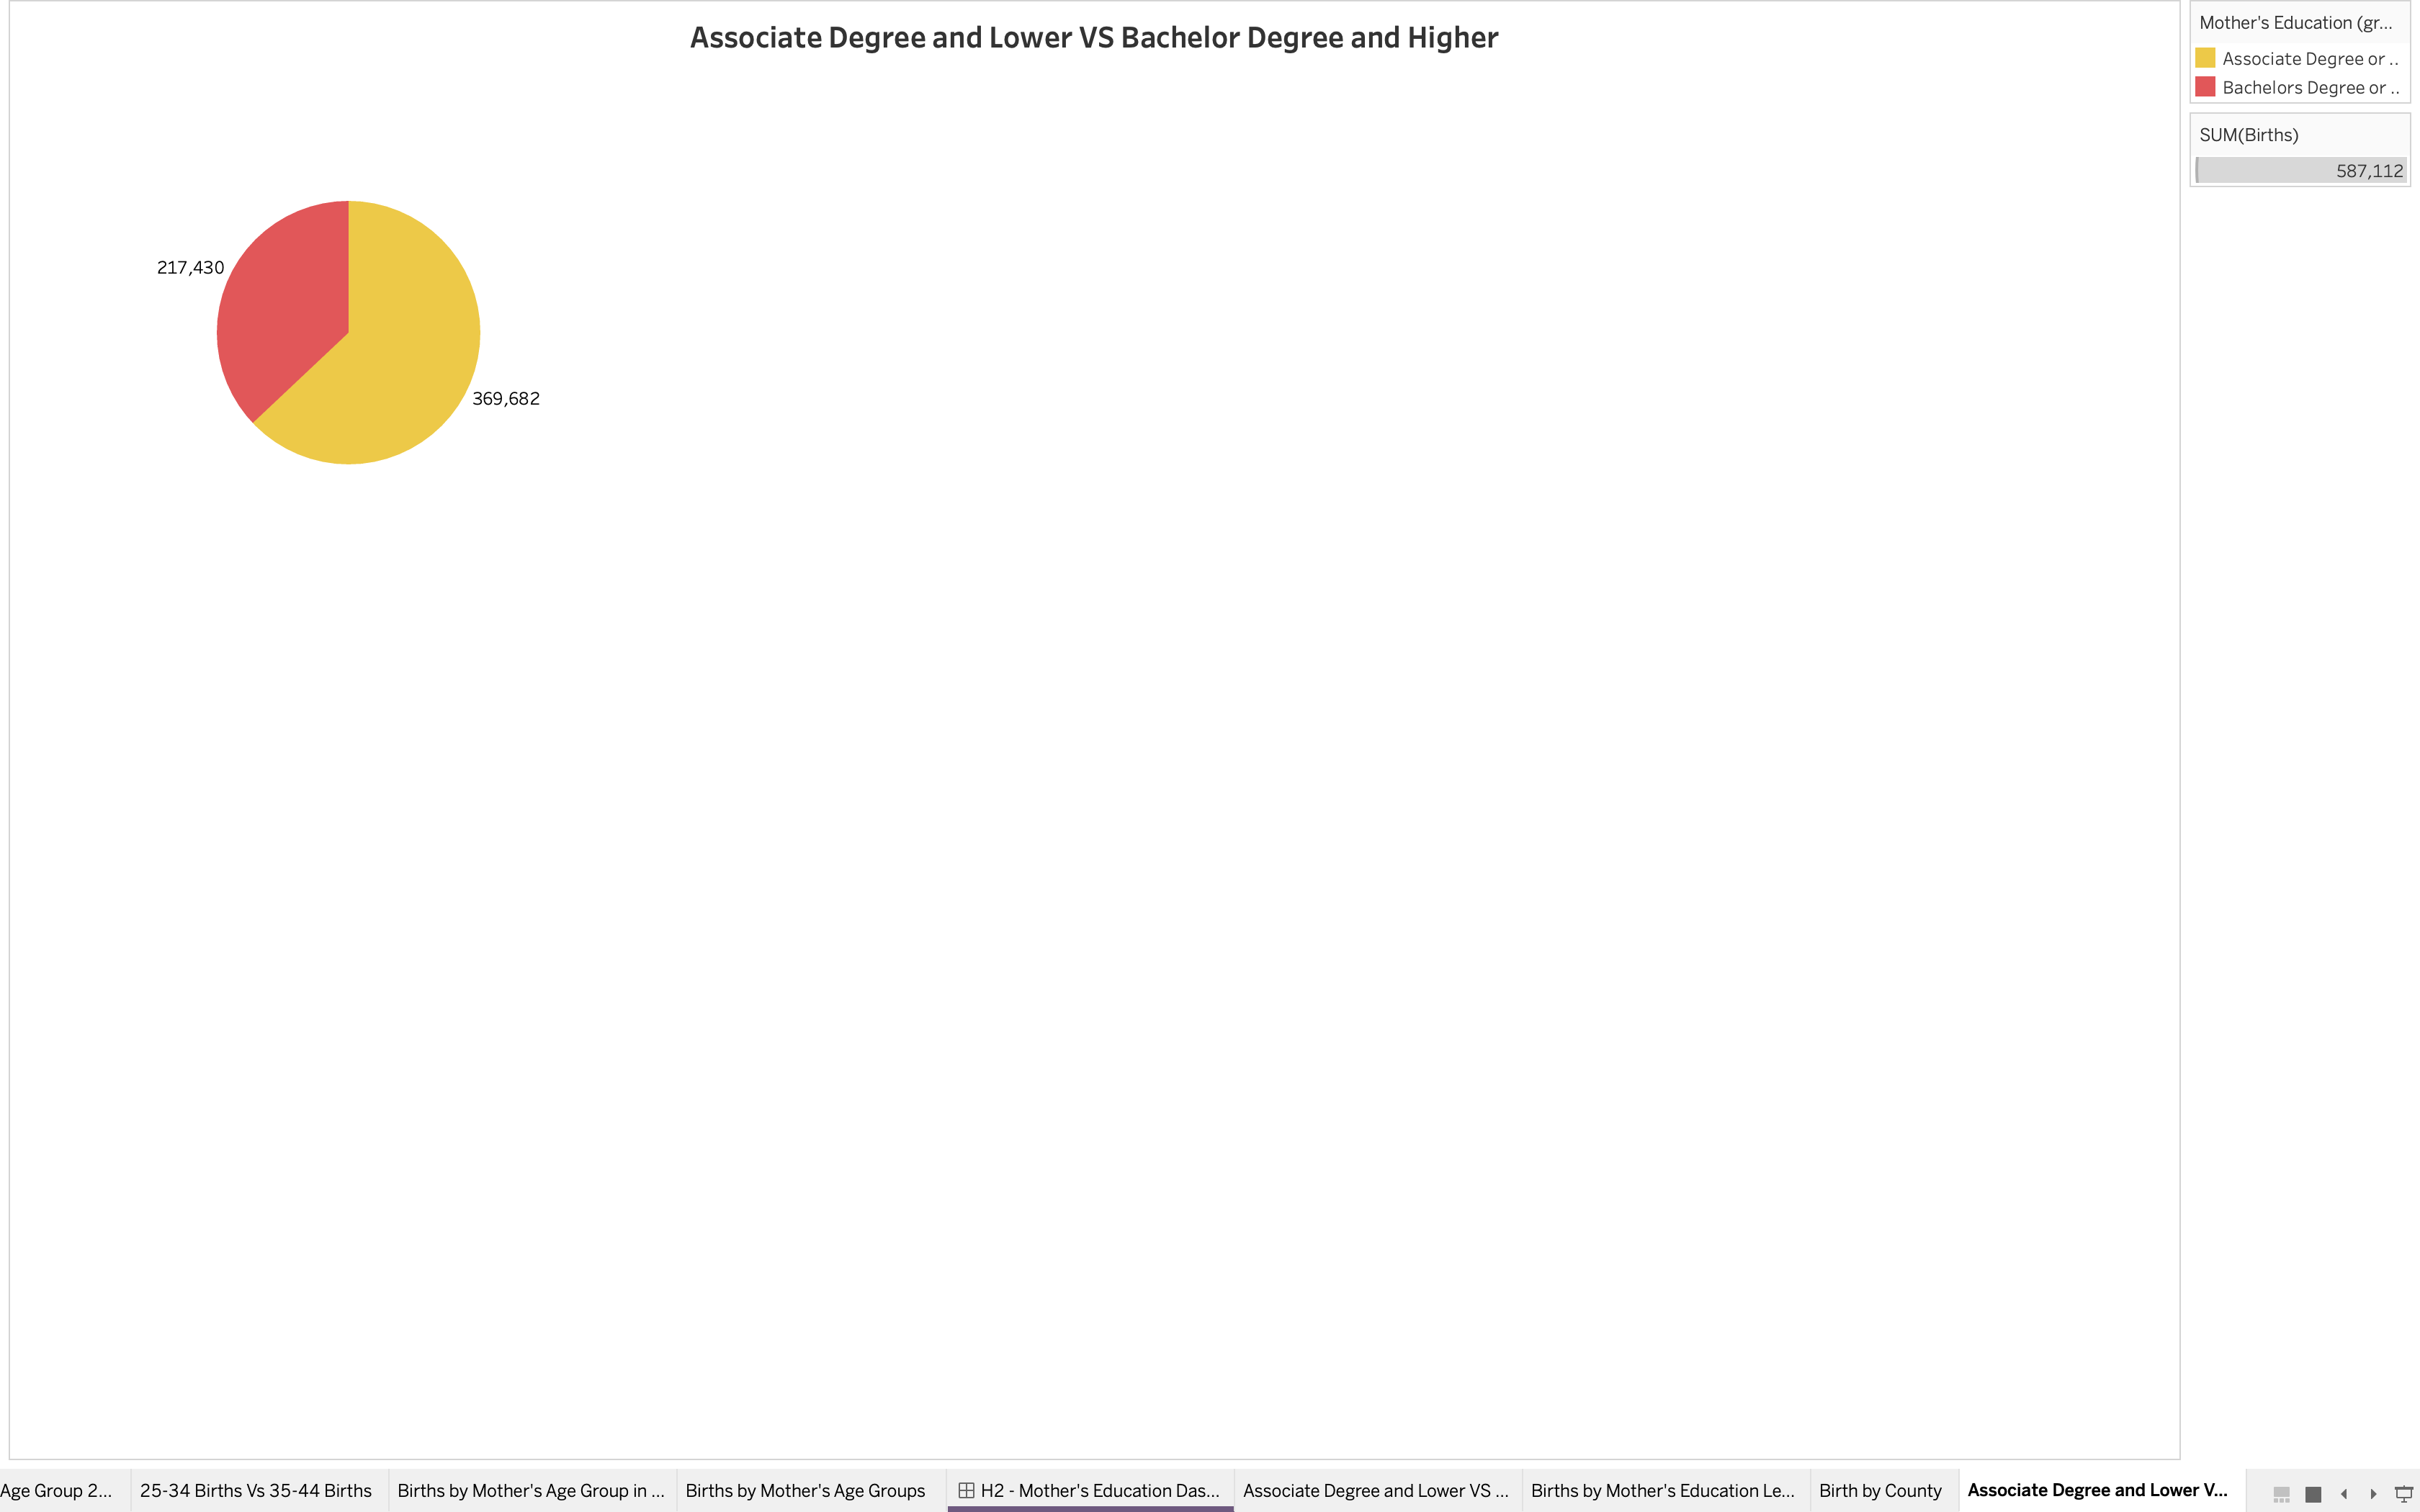 Associate Degree and Lower VS Bachelor Degree and Higher
Mother's Education (gr...
Associate Degree or ..
Bachelors Degree or ..
SUM(Births)
587,112
217,430
369,682
Age Group 2...
25-34 Births Vs 35-44 Births
Births by Mother's Age Group in ...
Births by Mother's Age Groups
H2 - Mother's Education Das...
Associate Degree and Lower VS ...
Births by Mother's Education Le...
Birth by County
Associate Degree and Lower V...